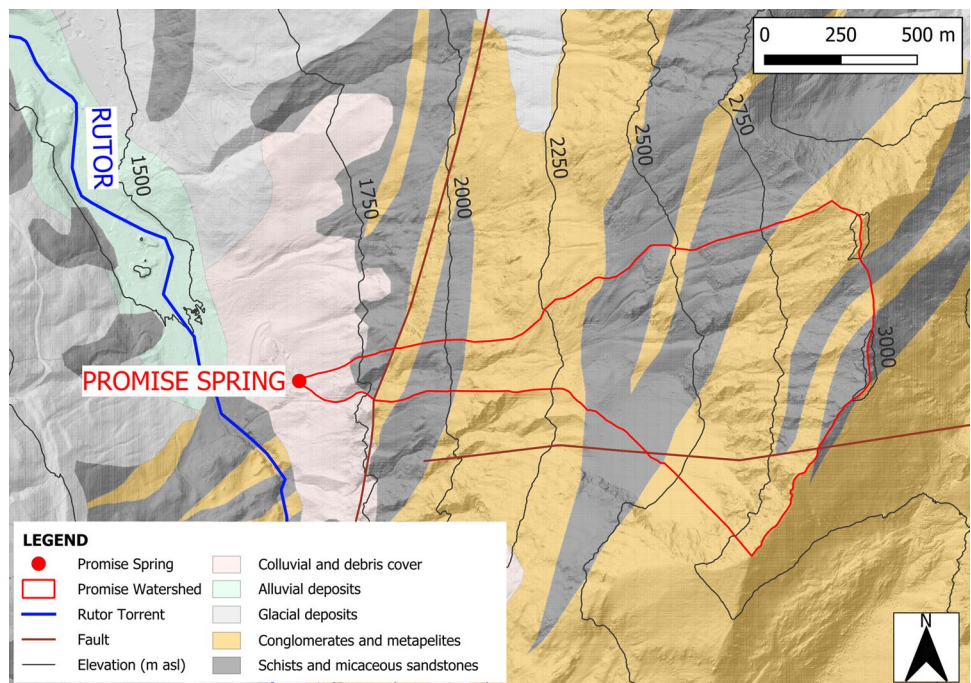 0 250 500 m
RUTOR
1500
1750
2000
2250
2500
2750
3000
PROMISE SPRING
LEGEND
Promise Spring
Promise Watershed
Rutor Torrent
Fault
Elevation (m asl)
Colluvial and debris cover
Alluvial deposits
Glacial deposits
Conglomerates and metapelites
Schists and micaceous sandstones
N